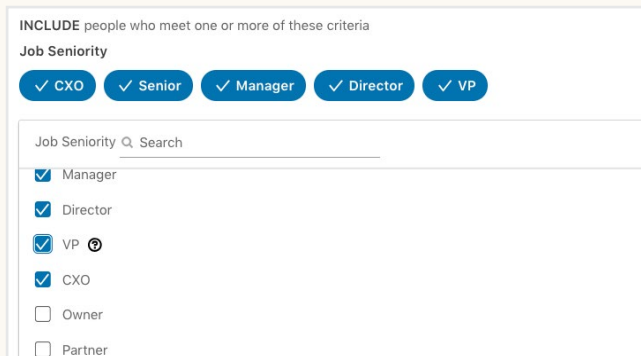 INCLUDE people who meet one or more of these criteria
Job Seniority
CXO Senior Manager Director VP
Job Seniority Search
Manager
Director
VP ?
CXO
Owner
Partner